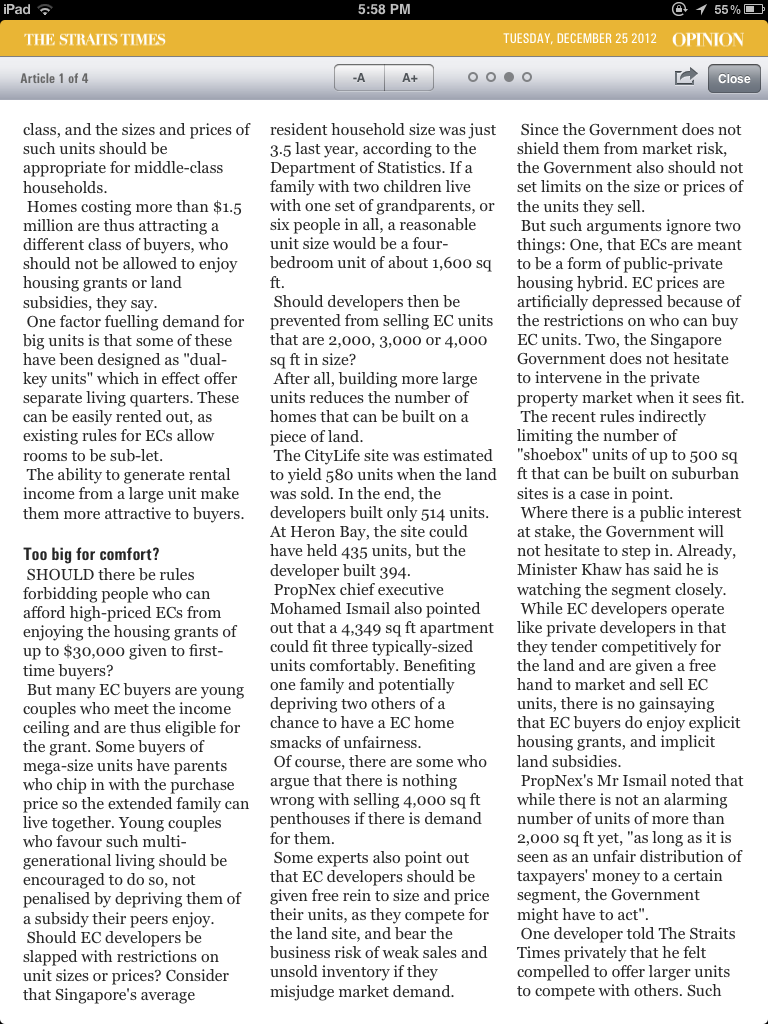 iPad 5:58 PM 55%
THE STRAITS TIMES TUESDAY, DECEMBER 25 2012 OPINION
Article 1 of 4 -A A+ Close
class, and the sizes and prices of
such units should be
appropriate for middle-class
households.
Homes costing more than $1.5
million are thus attracting a
different class of buyers, who
should not be allowed to enjoy
housing grants or land
subsidies, they say.
One factor fuelling demand for
big units is that some of these
have been designed as "dual-
key units" which in effect offer
separate living quarters. These
can be easily rented out, as
existing rules for ECs allow
rooms to be sub-let.
The ability to generate rental
income from a large unit make
them more attractive to buyers.
Too big for comfort?
SHOULD there be rules
forbidding people who can
afford high-priced ECs from
enjoying the housing grants of
up to $30,000 given to first-
time buyers?
But many EC buyers are young
couples who meet the income
ceiling and are thus eligible for
the grant. Some buyers of
mega-size units have parents
who chip in with the purchase
price so the extended family can
live together. Young couples
who favour such multi-
generational living should be
encouraged to do so, not
penalised by depriving them of
a subsidy their peers enjoy.
Should EC developers be
slapped with restrictions on
unit sizes or prices? Consider
that Singapore's average
resident household size was just
3.5 last year, according to the
Department of Statistics. If a
family with two children live
with one set of grandparents, or
six people in all, a reasonable
unit size would be a four-
bedroom unit of about 1,600 sq
ft.
Should developers then be
prevented from selling EC units
that are 2,000, 3,000 or 4,000
sq ft in size?
After all, building more large
units reduces the number of
homes that can be built on a
piece of land.
The CityLife site was estimated
to yield 580 units when the land
was sold. In the end, the
developers built only 514 units.
At Heron Bay, the site could
have held 435 units, but the
developer built 394.
PropNex chief executive
Mohamed Ismail also pointed
out that a 4,349 sq ft apartment
could fit three typically-sized
units comfortably. Benefiting
one family and potentially
depriving two others of a
chance to have a EC home
smacks of unfairness.
Of course, there are some who
argue that there is nothing
wrong with selling 4,000 sq ft
penthouses if there is demand
for them.
Some experts also point out
that EC developers should be
given free rein to size and price
their units, as they compete for
the land site, and bear the
business risk of weak sales and
unsold inventory if they
misjudge market demand.
Since the Government does not
shield them from market risk,
the Government also should not
set limits on the size or prices of
the units they sell.
But such arguments ignore two
things: One, that ECs are meant
to be a form of public-private
housing hybrid. EC prices are
artificially depressed because of
the restrictions on who can buy
EC units. Two, the Singapore
Government does not hesitate
to intervene in the private
property market when it sees fit.
The recent rules indirectly
limiting the number of
"shoebox" units of up to 500 sq
ft that can be built on suburban
sites is a case in point.
Where there is a public interest
at stake, the Government will
not hesitate to step in. Already,
Minister Khaw has said he is
watching the segment closely.
While EC developers operate
like private developers in that
they tender competitively for
the land and are given a free
hand to market and sell EC
units, there is no gainsaying
that EC buyers do enjoy explicit
housing grants, and implicit
land subsidies.
PropNex's Mr Ismail noted that
while there is not an alarming
number of units of more than
2,000 sq ft yet, "as long as it is
seen as an unfair distribution of
taxpayers' money to a certain
segment, the Government
might have to act".
One developer told The Straits
Times privately that he felt
compelled to offer larger units
to compete with others. Such